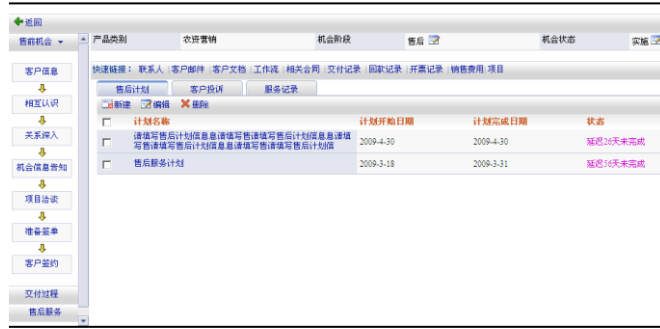 返回
售前机会
产品类别 农资营销 机会阶段 售后 机会状态 实施
快速链接： 联系人 |客户邮件 |客户文档 |工作流 |相关合同 |交付记录 |回款记录 |开票记录 |销售费用| 项目
客户信息
相互认识
关系深入
机会信息告知
项目洽谈
准备签单
客户签约
交付过程
售后服务
售后计划 客户投诉 服务记录
新建 编辑 删除
计划名称 计划开始日期 计划完成日期 状态
请填写售后计划信息息请填写售请填写售后计划信息息请填 2009-4-30 2009-4-30 延迟26天未完成
写售请填写售后计划信息息请填写售请填写售后计划信
售后服务计划 2009-3-18 2009-3-31 延迟56天未完成